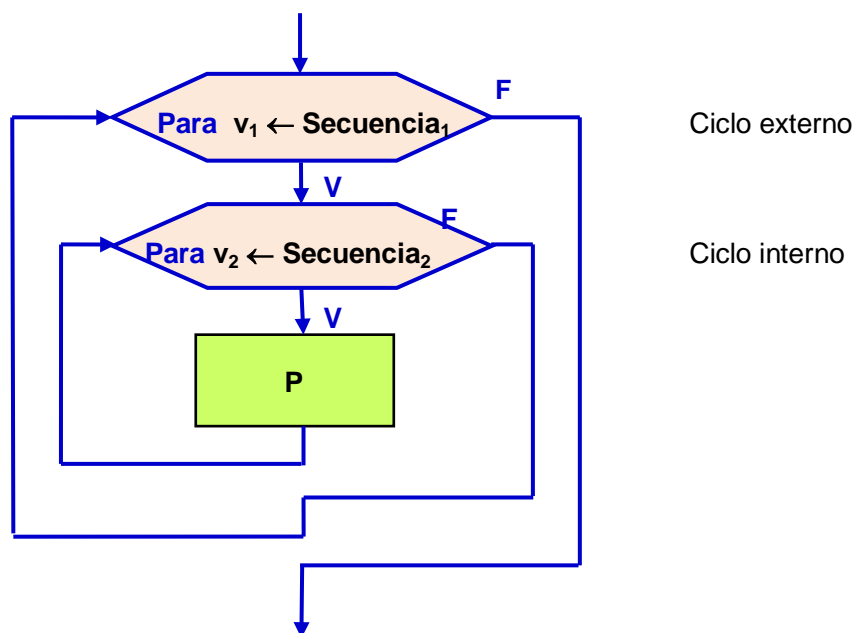 F
Para v₁ ← Secuencia₁
Ciclo externo
V
F
Para v₂ ← Secuencia₂
Ciclo interno
V
P